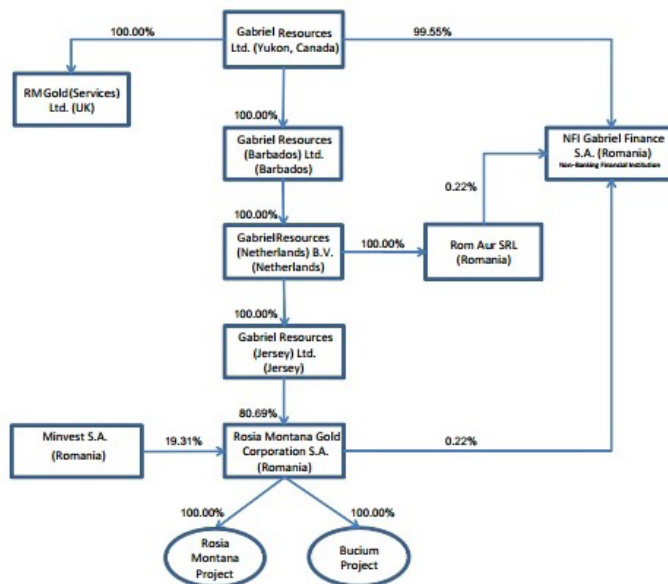 100.00%
Gabriel Resources
Ltd. (Yukon, Canada)
99.55%
RMGold(Services)
Ltd. (UK)
100.00%
Gabriel Resources
(Barbados) Ltd.
(Barbados)
NFI Gabriel Finance
S.A. (Romania)
Non-Banking Financial Institution
0.22%
100.00%
GabrielResources
(Netherlands) B.V.
(Netherlands)
100.00%
Rom Aur SRL
(Romania)
100.00%
Gabriel Resources
(Jersey) Ltd.
(Jersey)
80.69%
Minvest S.A.
(Romania)
19.31%
Rosia Montana Gold
Corporation S.A.
(Romania)
0.22%
100.00%
100.00%
Rosia
Montana
Project
Bucium
Project